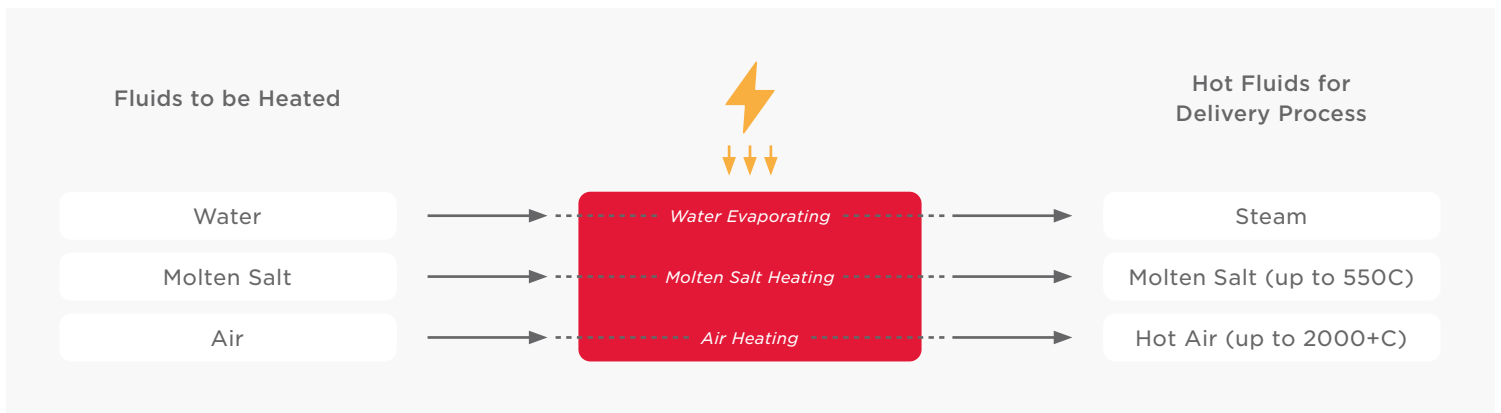 Fluids to be Heated
Hot Fluids for
Delivery Process
Water
Water Evaporating
Steam
Molten Salt
Molten Salt Heating
Molten Salt (up to 550C)
Air
Air Heating
Hot Air (up to 2000+C)